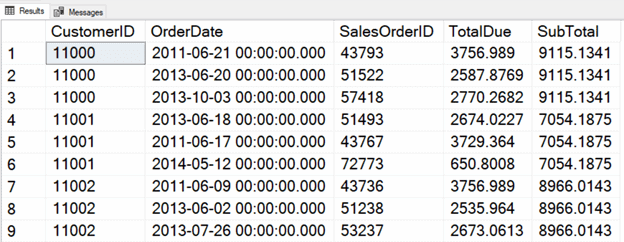 Results Messages
CustomerID OrderDate SalesOrderID TotalDue SubTotal
1 11000 2011-06-21 00:00:00.000 43793 3756.989 9115.1341
2 11000 2013-06-20 00:00:00.000 51522 2587.8769 9115.1341
3 11000 2013-10-03 00:00:00.000 57418 2770.2682 9115.1341
4 11001 2013-06-18 00:00:00.000 51493 2674.0227 7054.1875
5 11001 2011-06-17 00:00:00.000 43767 3729.364 7054.1875
6 11001 2014-05-12 00:00:00.000 72773 650.8008 7054.1875
7 11002 2011-06-09 00:00:00.000 43736 3756.989 8966.0143
8 11002 2013-06-02 00:00:00.000 51238 2535.964 8966.0143
9 11002 2013-07-26 00:00:00.000 53237 2673.0613 8966.0143